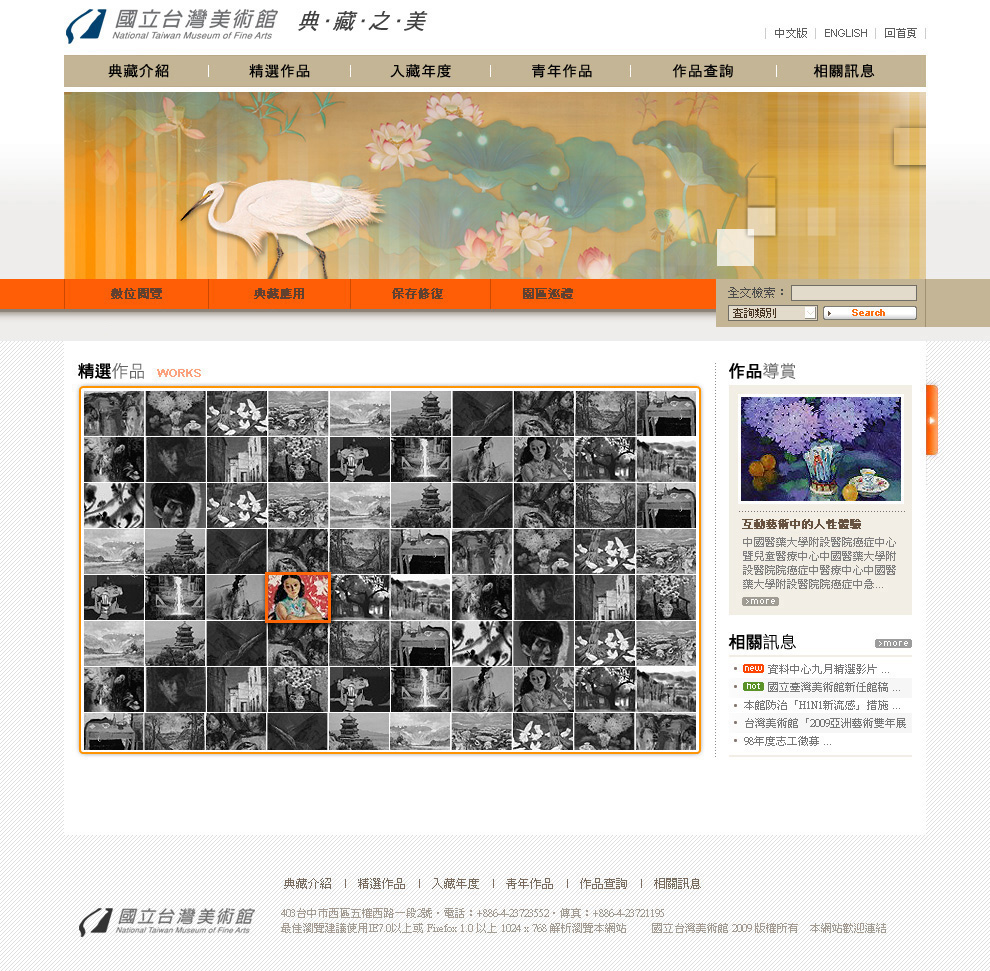 國立台灣美術館
National Taiwan Museum of Fine Arts
典·藏·之·美
中文版 ENGLISH 回首頁
典藏介紹 精選作品 入藏年度 青年作品 作品查詢 相關訊息
數位閱覽 典藏應用 保存修復 園區巡禮
全文檢索：
查詢類別 Search
精選作品 WORKS
作品導賞
互動藝術中的人性體驗
中國醫藥大學附設醫院癌症中心
暨兒童醫療中心中國醫藥大學附
設醫院院癌症中醫療中心中國醫
藥大學附設醫院院癌症中急...
more
相關訊息 more
new 資料中心九月精選影片 ...
hot 國立臺灣美術館新任館稿 ...
本館防治「H1N1新流感」措施 ...
台灣美術館「2009亞洲藝術雙年展
98年度志工徵募 ...
典藏介紹 精選作品 入藏年度 青年作品 作品查詢 相關訊息
國立台灣美術館
National Taiwan Museum of Fine Arts
403台中市西區五權西路一段2號・電話：+886-4-23723552・傳真：+886-4-23721195
最佳瀏覽建議使用IE7.0以上或 Firefox 1.0 以上 1024 x 768 解析瀏覽本網站 國立台灣美術館 2009 版權所有 本網站歡迎連結